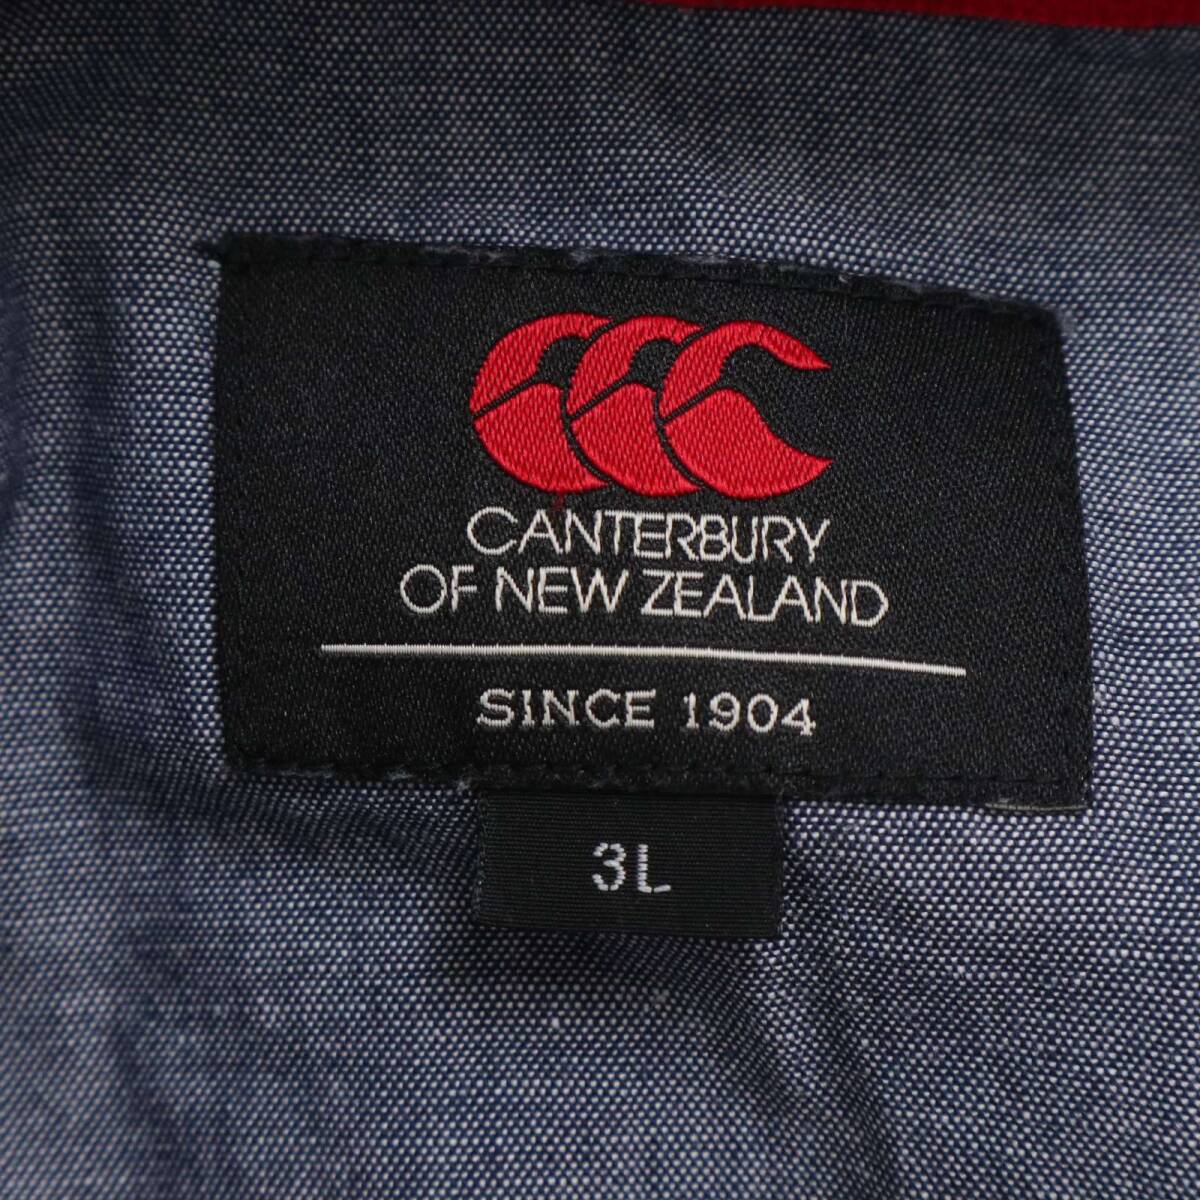 CANTERBURY
OF NEW ZEALAND
SINCE 1904
3L